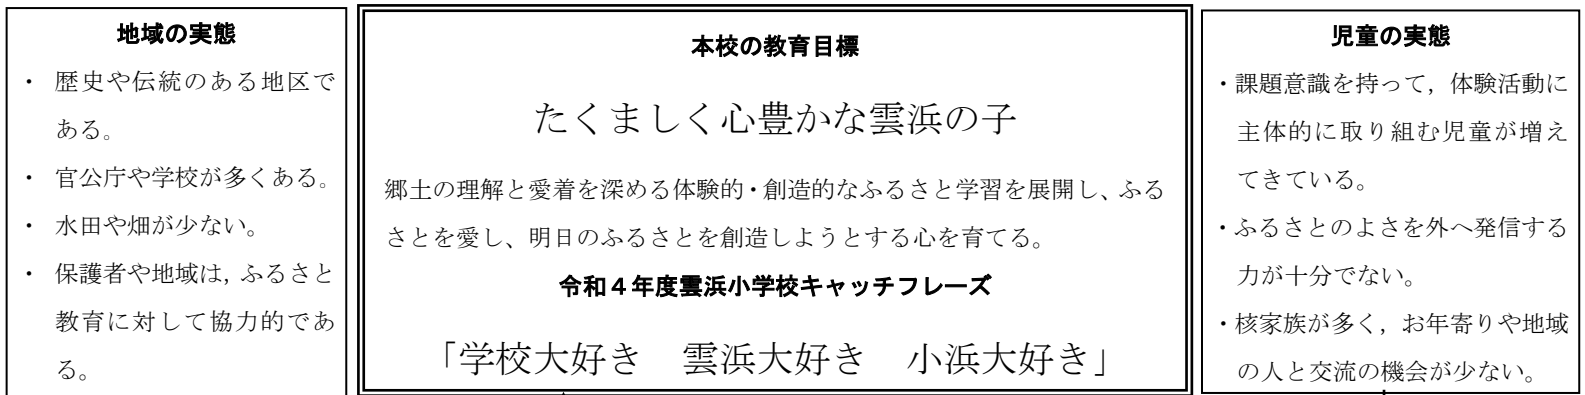 地域の実態
・ 歴史や伝統のある地区で
ある。
・ 官公庁や学校が多くある。
・ 水田や畑が少ない。
・ 保護者や地域は，ふるさと
教育に対して協力的であ
る。
本校の教育目標
たくましく心豊かな雲浜の子
郷土の理解と愛着を深める体験的・創造的なふるさと学習を展開し、ふる
さとを愛し、明日のふるさとを創造しようとする心を育てる。
令和４年度雲浜小学校キャッチフレーズ
「学校大好き　雲浜大好き　小浜大好き」
児童の実態
・課題意識を持って，体験活動に
主体的に取り組む児童が増え
てきている。
・ふるさとのよさを外へ発信する
力が十分でない。
・核家族が多く，お年寄りや地域
の人と交流の機会が少ない。